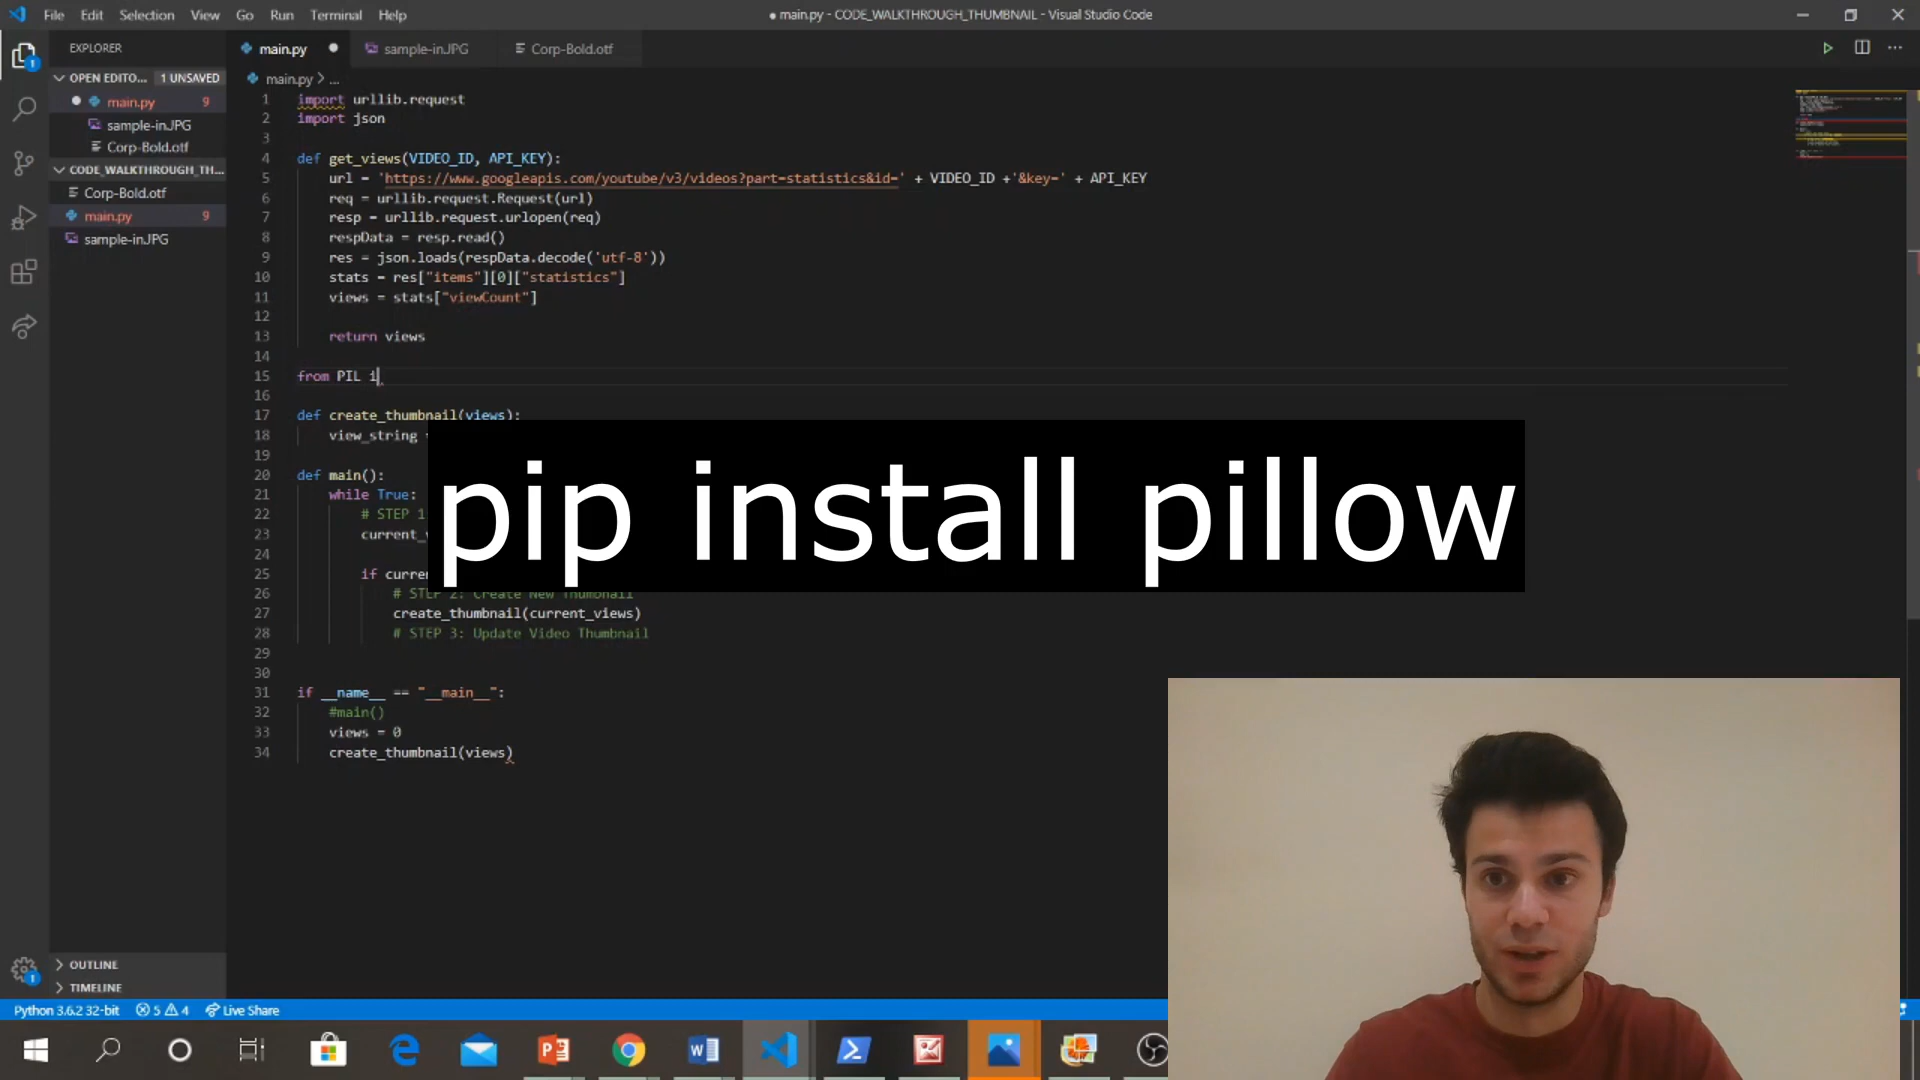 File Edit Selection View Go Run Terminal Help
● main.py - CODE_WALKTHROUGH_THUMBNAIL - Visual Studio Code
EXPLORER
OPEN EDITO... 1 UNSAVED
main.py 9
sample-in.JPG
Corp-Bold.otf
CODE_WALKTHROUGH_TH...
Corp-Bold.otf
main.py 9
sample-in.JPG
OUTLINE
TIMELINE
main.py sample-in.JPG Corp-Bold.otf
main.py > ...
1 import urllib.request
2 import json
3
4 def get_views(VIDEO_ID, API_KEY):
5 url = 'https://www.googleapis.com/youtube/v3/videos?part=statistics&id=' + VIDEO_ID +'&key=' + API_KEY
6 req = urllib.request.Request(url)
7 resp = urllib.request.urlopen(req)
8 respData = resp.read()
9 res = json.loads(respData.decode('utf-8'))
10 stats = res["items"][0]["statistics"]
11 views = stats["viewCount"]
12
13 return views
14
15 from PIL i
16
17 def create_thumbnail(views):
18 view_string
19
20 def main():
21 while True:
22 # STEP 1
23
24
25 if
26 # STEP 2: Create New Thumbnail
27 create_thumbnail(current_views)
28 # STEP 3: Update Video Thumbnail
29
30
31 if __name__ == "__main__":
32 #main()
33 views = 0
34 create_thumbnail(views)
pip install pillow
Python 3.6.2 32-bit 5 4 Live Share